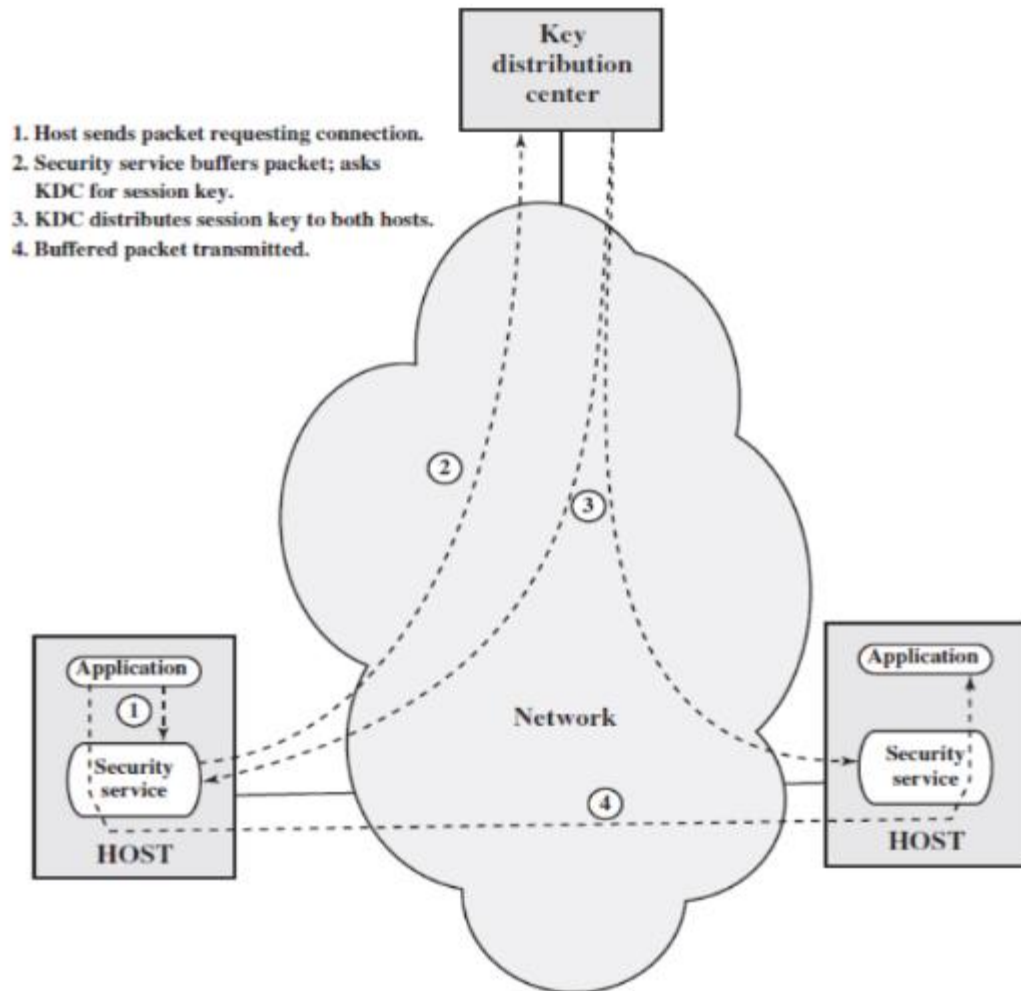 Key
distribution
center
1. Host sends packet requesting connection.
2. Security service buffers packet; asks
KDC for session key.
3. KDC distributes session key to both hosts.
4. Buffered packet transmitted.
2
3
Application
1
Security
service
HOST
Network
4
Application
Security
service
HOST